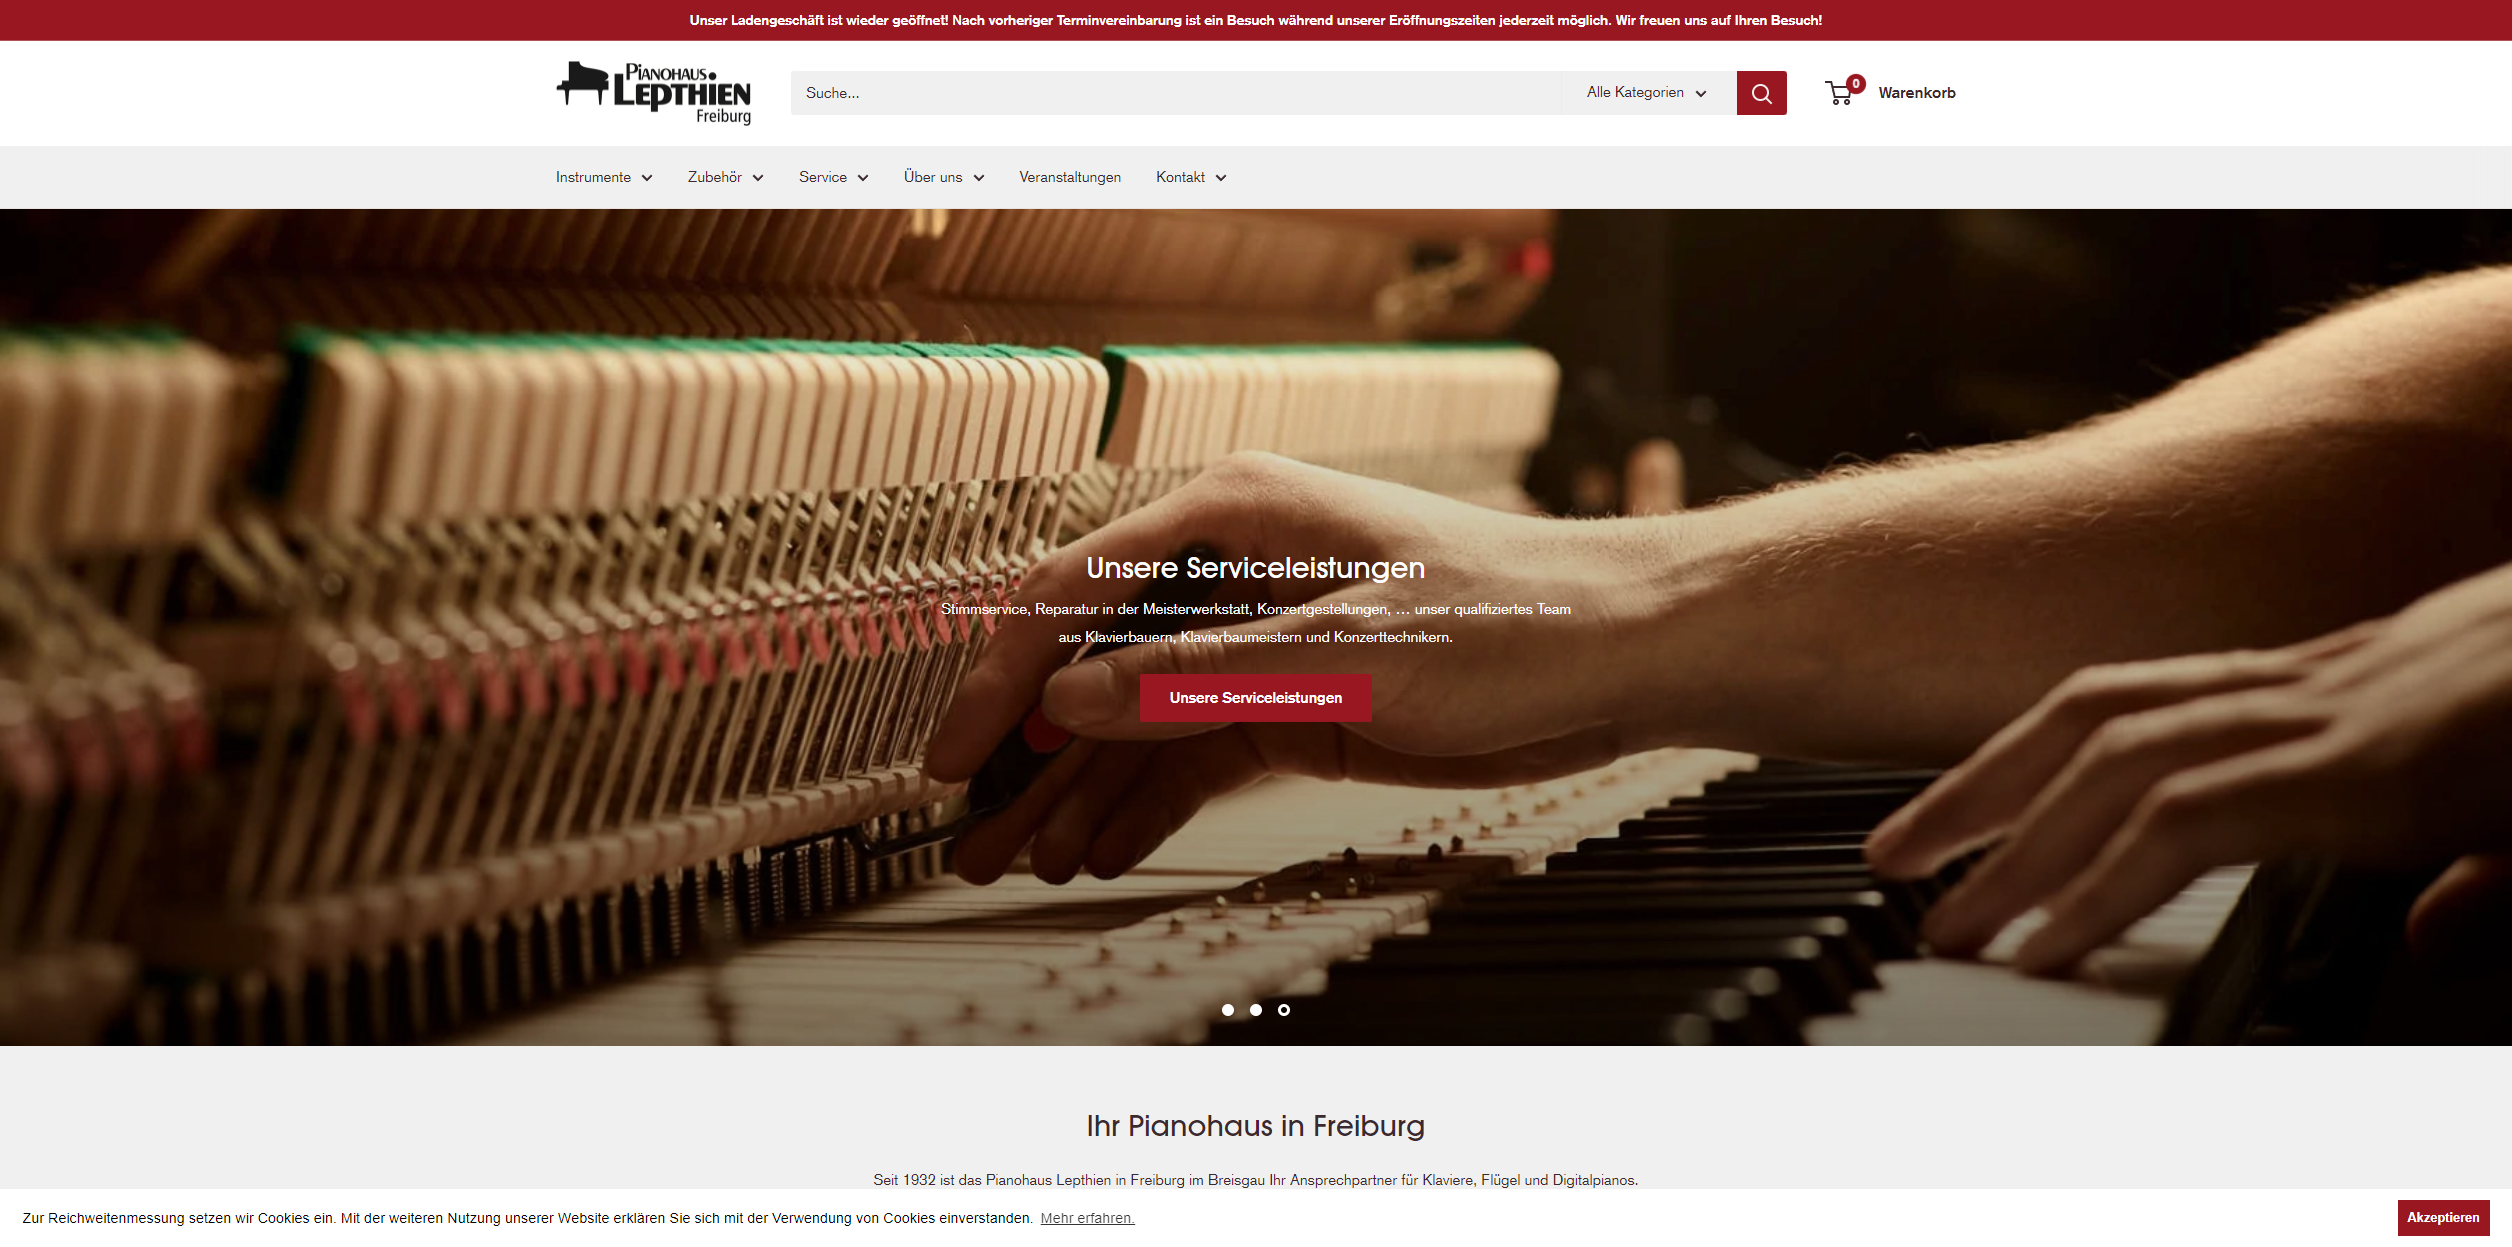 Unser Ladengeschäft ist wieder geöffnet! Nach vorheriger Terminvereinbarung ist ein Besuch während unserer Eröffnungszeiten jederzeit möglich. Wir freuen uns auf Ihren Besuch!
PIANOHAUS
LEPTHIEN
Freiburg
Suche...
Alle Kategorien
0
Warenkorb
Instrumente
Zubehör
Service
Über uns
Veranstaltungen
Kontakt
Unsere Serviceleistungen
Stimmservice, Reparatur in der Meisterwerkstatt, Konzertgestellungen, … unser qualifiziertes Team
aus Klavierbauern, Klavierbaumeistern und Konzerttechnikern.
Unsere Serviceleistungen
Ihr Pianohaus in Freiburg
Seit 1932 ist das Pianohaus Lepthien in Freiburg im Breisgau Ihr Ansprechpartner für Klaviere, Flügel und Digitalpianos.
Zur Reichweitenmessung setzen wir Cookies ein. Mit der weiteren Nutzung unserer Website erklären Sie sich mit der Verwendung von Cookies einverstanden. Mehr erfahren.
Akzeptieren